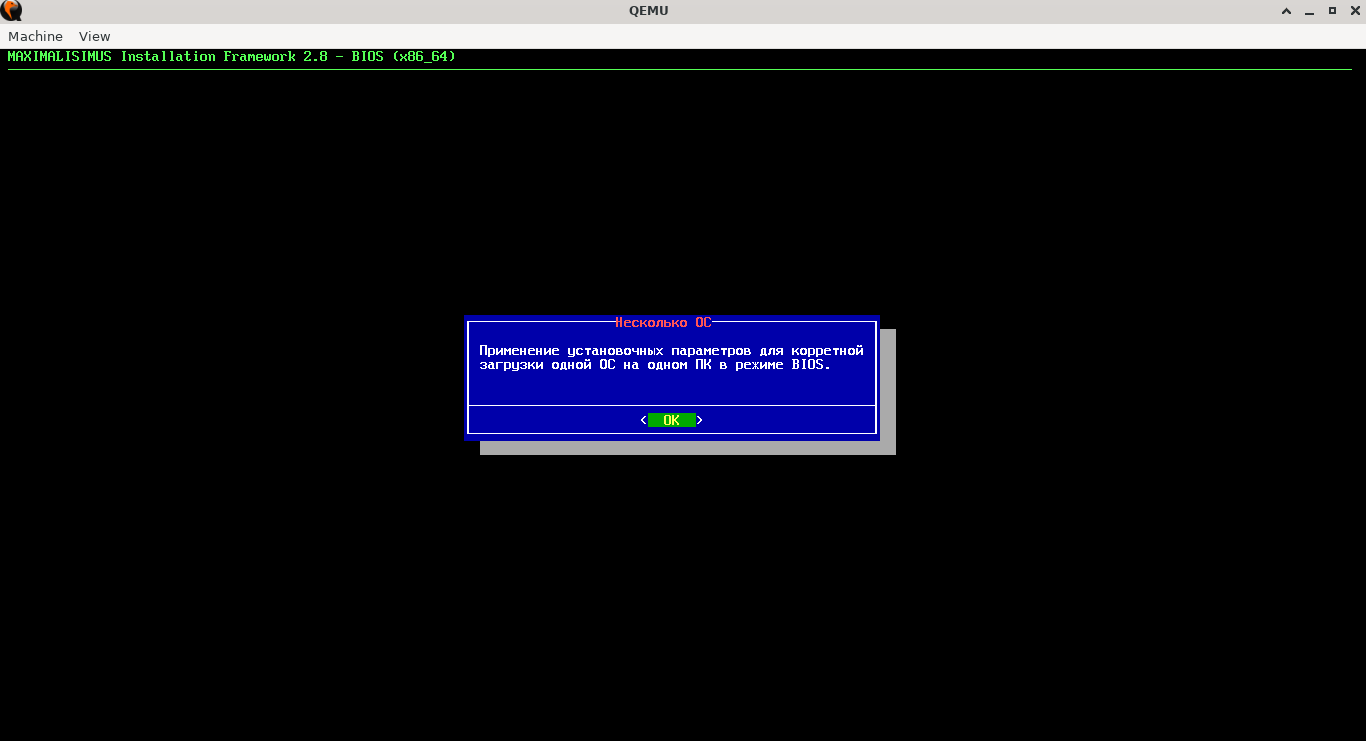 QEMU
Machine View
MAXIMALISIMUS Installation Framework 2.8 - BIOS (x86_64)
Несколько ОС
Применение установочных параметров для корретной
загрузки одной ОС на одном ПК в режиме BIOS.
< OK >